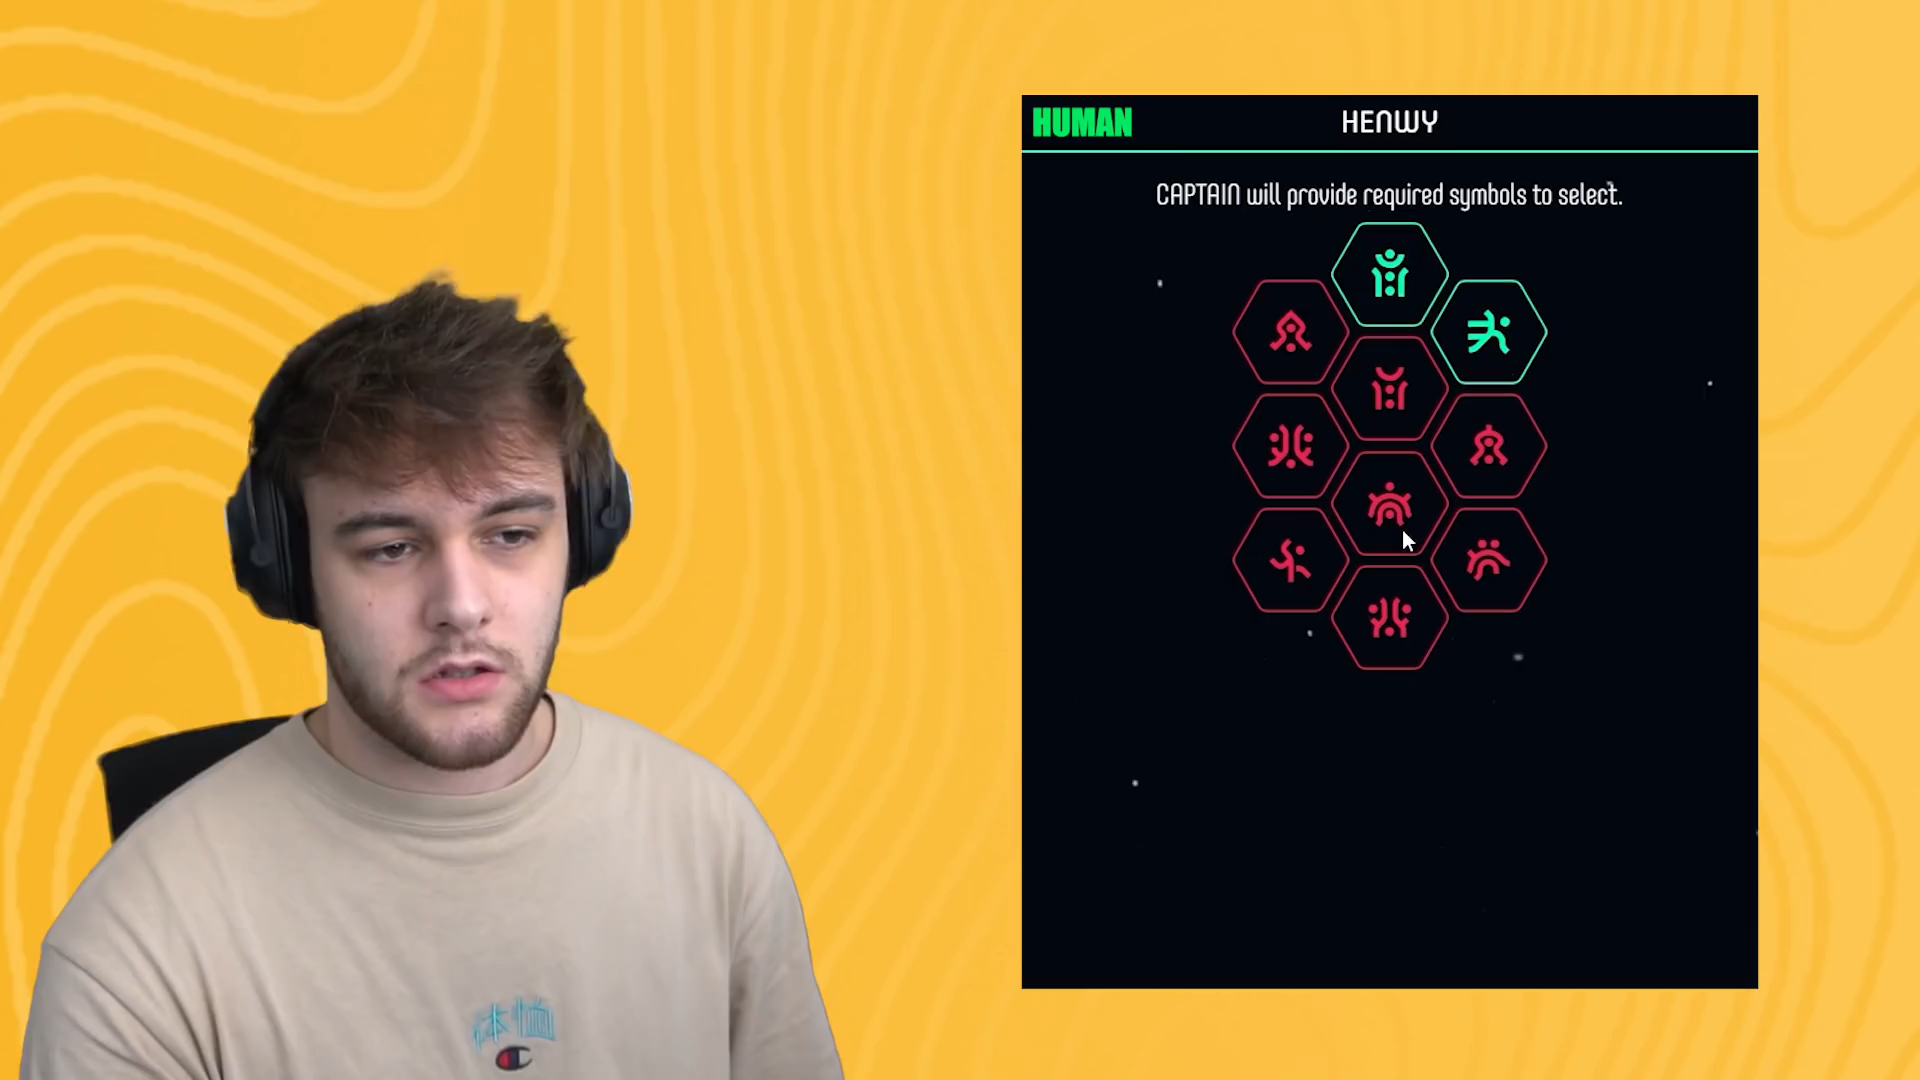 HUMAN
HENWY
CAPTAIN will provide required symbols to select.